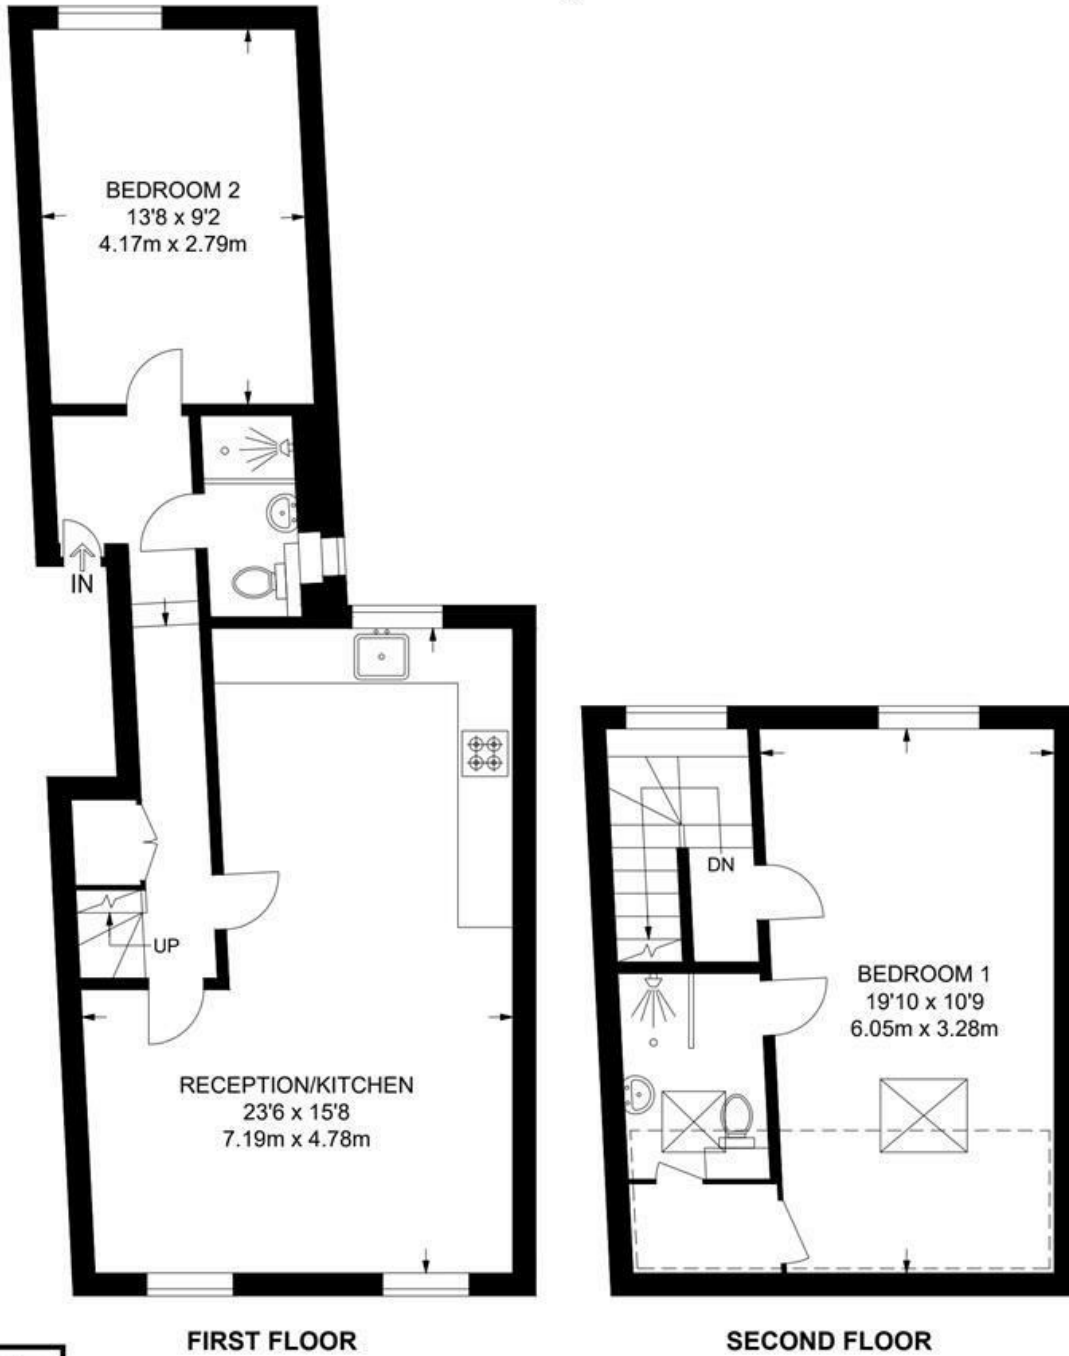 BEDROOM 2
13'8 x 9'2
4.17m x 2.79m
IN
UP
RECEPTION/KITCHEN
23'6 x 15'8
7.19m x 4.78m
FIRST FLOOR
DN
BEDROOM 1
19'10 x 10'9
6.05m x 3.28m
SECOND FLOOR